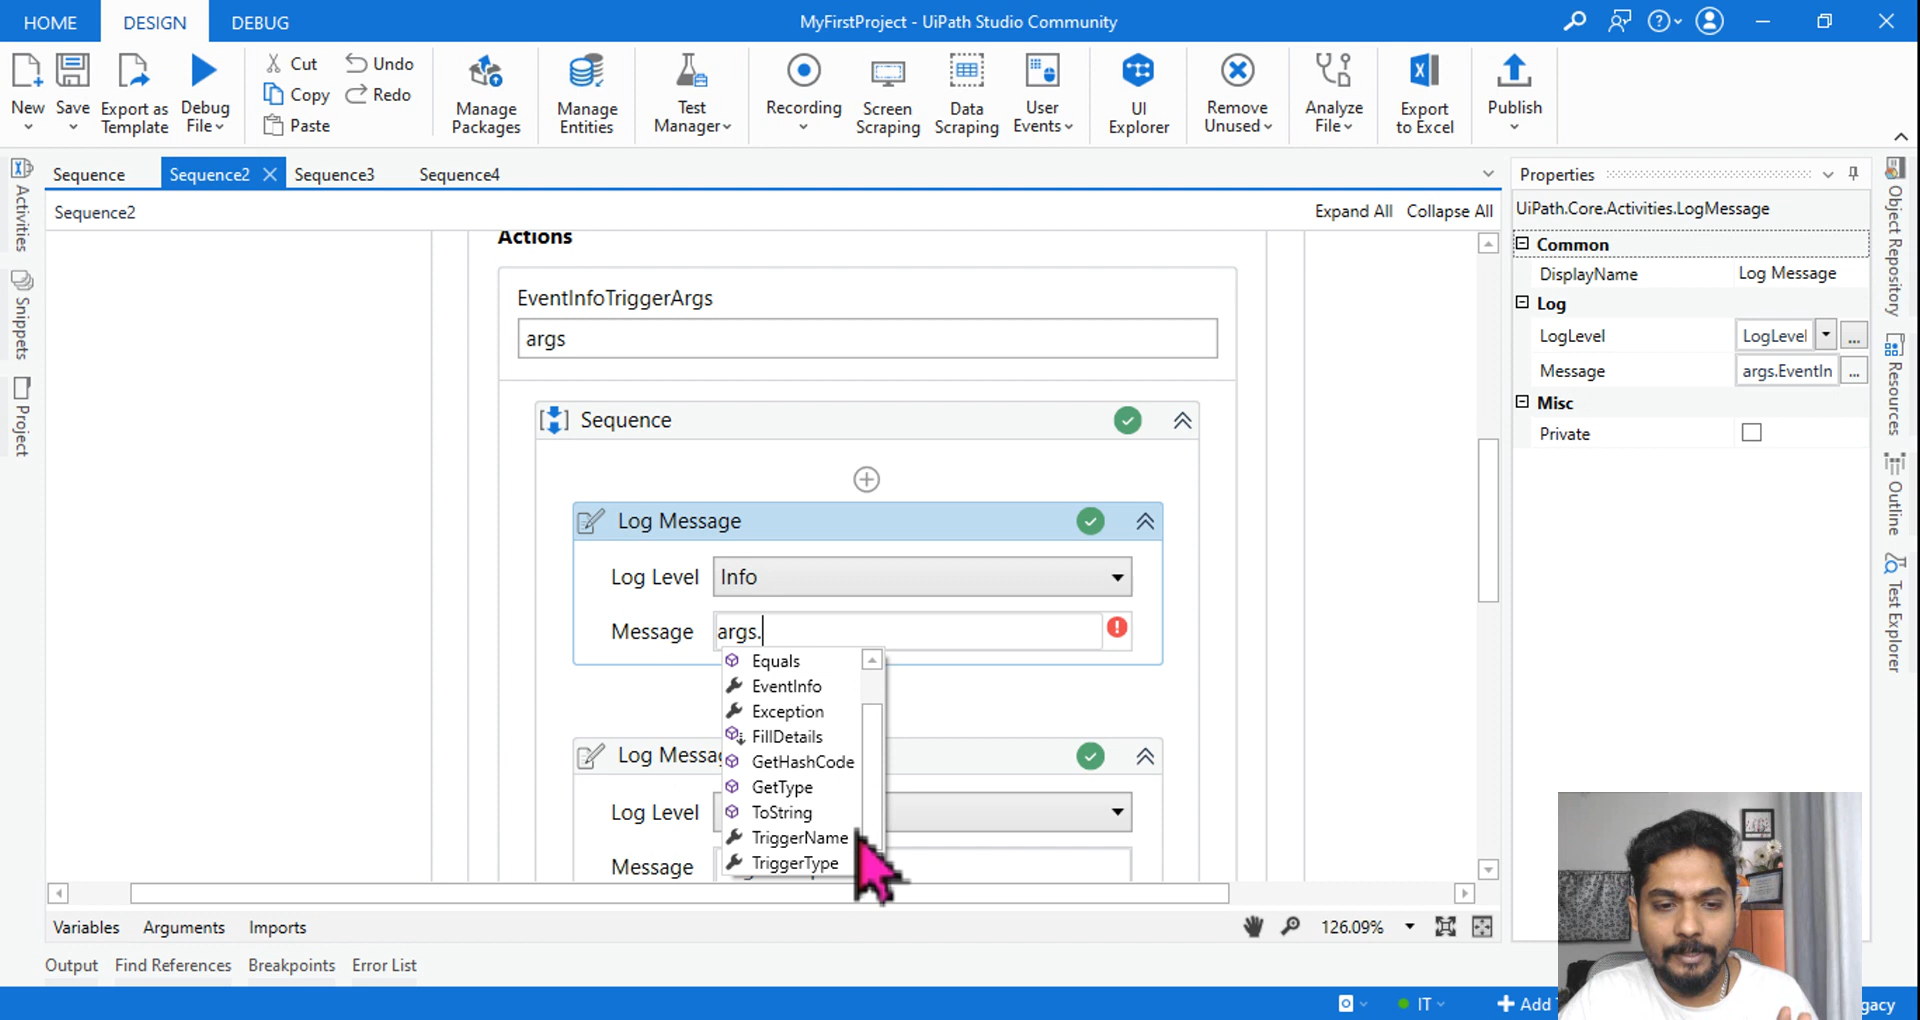 HOME DESIGN DEBUG MyFirstProject - UiPath Studio Community
New Save Export as Template Debug File Cut Copy Paste Undo Redo Manage Packages Manage Entities Test Manager Recording Screen Scraping Data Scraping User Events UI Explorer Remove Unused Analyze File Export to Excel Publish
Sequence Sequence2 Sequence3 Sequence4
Sequence2 Expand All Collapse All
Activities
Snippets
Project
Actions
EventInfoTriggerArgs
args
Sequence
Log Message
Log Level Info
Message args.
Equals
EventInfo
Exception
FillDetails
GetHashCode
GetType
ToString
TriggerName
TriggerType
Log Level
Message
Properties
UiPath.Core.Activities.LogMessage
Common
DisplayName Log Message
Log
LogLevel LogLevel ...
Message args.EventIn ...
Misc
Private
Object Repository
Resources
Outline
Test Explorer
Variables Arguments Imports 126.09%
Output Find References Breakpoints Error List
IT Add